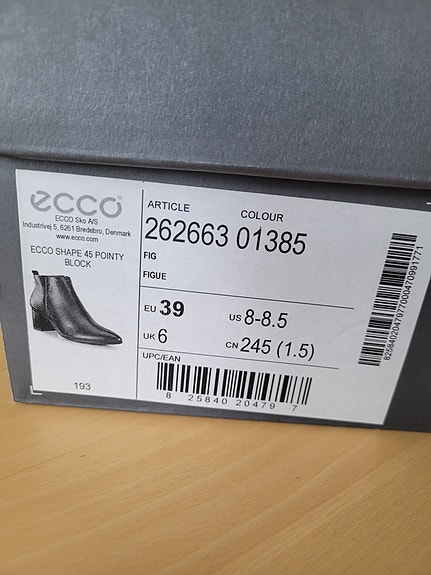 ecco
ECCO Sko A/S
Industrivej 5, 6261 Bredebro, Denmark
www.ecco.com
ECCO SHAPE 45 POINTY
BLOCK
193
ARTICLE COLOUR
262663 01385
FIG
FIGUE
EU 39 US 8-8.5
UK 6 CN 245 (1.5)
UPC/EAN
8 25840 20479 7
82584020479770004709917​71